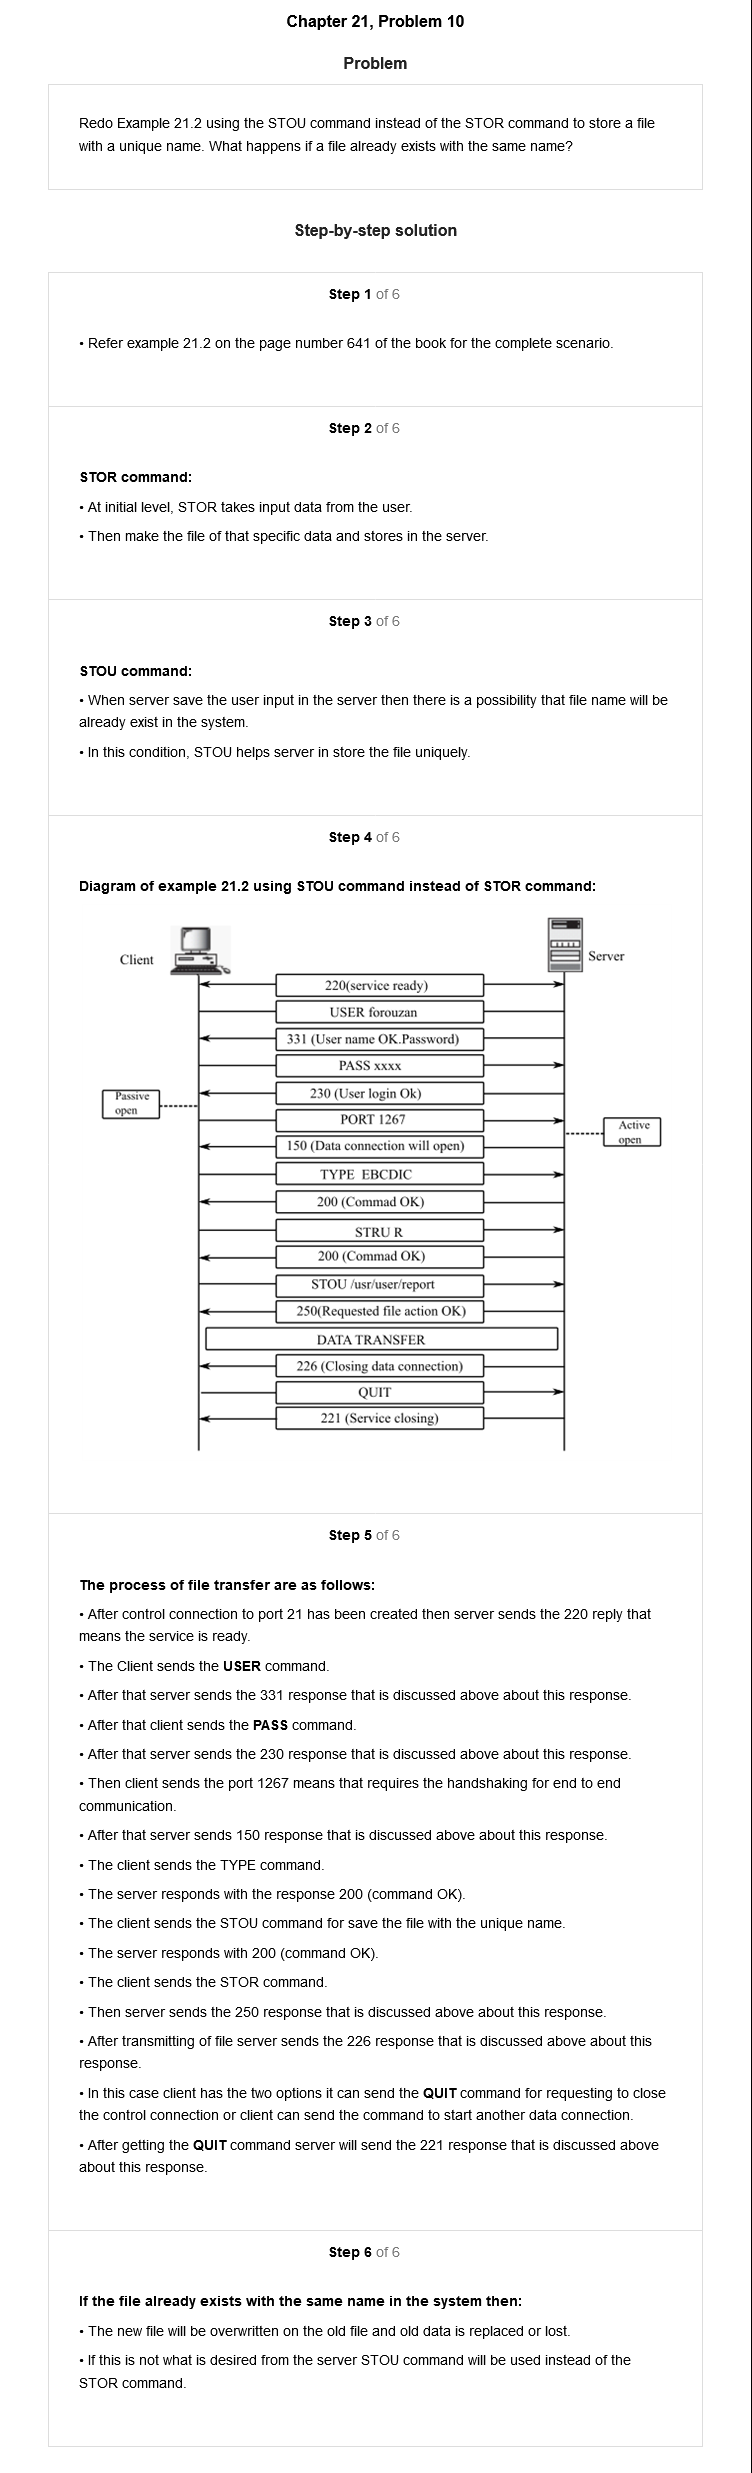 Chapter 21, Problem 10
Problem
Redo Example 21.2 using the STOU command instead of the STOR command to store a file
with a unique name. What happens if a file already exists with the same name?
Step-by-step solution
Step 1 of 6
• Refer example 21.2 on the page number 641 of the book for the complete scenario.
Step 2 of 6
STOR command:
• At initial level, STOR takes input data from the user.
• Then make the file of that specific data and stores in the server.
Step 3 of 6
STOU command:
• When server save the user input in the server then there is a possibility that file name will be
already exist in the system.
• In this condition, STOU helps server in store the file uniquely.
Step 4 of 6
Diagram of example 21.2 using STOU command instead of STOR command:
Client
Server
220(service ready)
USER forouzan
331 (User name OK.Password)
PASS xxxx
230 (User login Ok)
Passive
open
PORT 1267
Active
open
150 (Data connection will open)
TYPE EBCDIC
200 (Commad OK)
STRU R
200 (Commad OK)
STOU /usr/user/report
250(Requested file action OK)
DATA TRANSFER
226 (Closing data connection)
QUIT
221 (Service closing)
Step 5 of 6
The process of file transfer are as follows:
• After control connection to port 21 has been created then server sends the 220 reply that
means the service is ready.
• The Client sends the USER command.
• After that server sends the 331 response that is discussed above about this response.
• After that client sends the PASS command.
• After that server sends the 230 response that is discussed above about this response.
• Then client sends the port 1267 means that requires the handshaking for end to end
communication.
• After that server sends 150 response that is discussed above about this response.
• The client sends the TYPE command.
• The server responds with the response 200 (command OK).
• The client sends the STOU command for save the file with the unique name.
• The server responds with 200 (command OK).
• The client sends the STOR command.
• Then server sends the 250 response that is discussed above about this response.
• After transmitting of file server sends the 226 response that is discussed above about this
response.
• In this case client has the two options it can send the QUIT command for requesting to close
the control connection or client can send the command to start another data connection.
• After getting the QUIT command server will send the 221 response that is discussed above
about this response.
Step 6 of 6
If the file already exists with the same name in the system then:
• The new file will be overwritten on the old file and old data is replaced or lost.
• If this is not what is desired from the server STOU command will be used instead of the
STOR command.